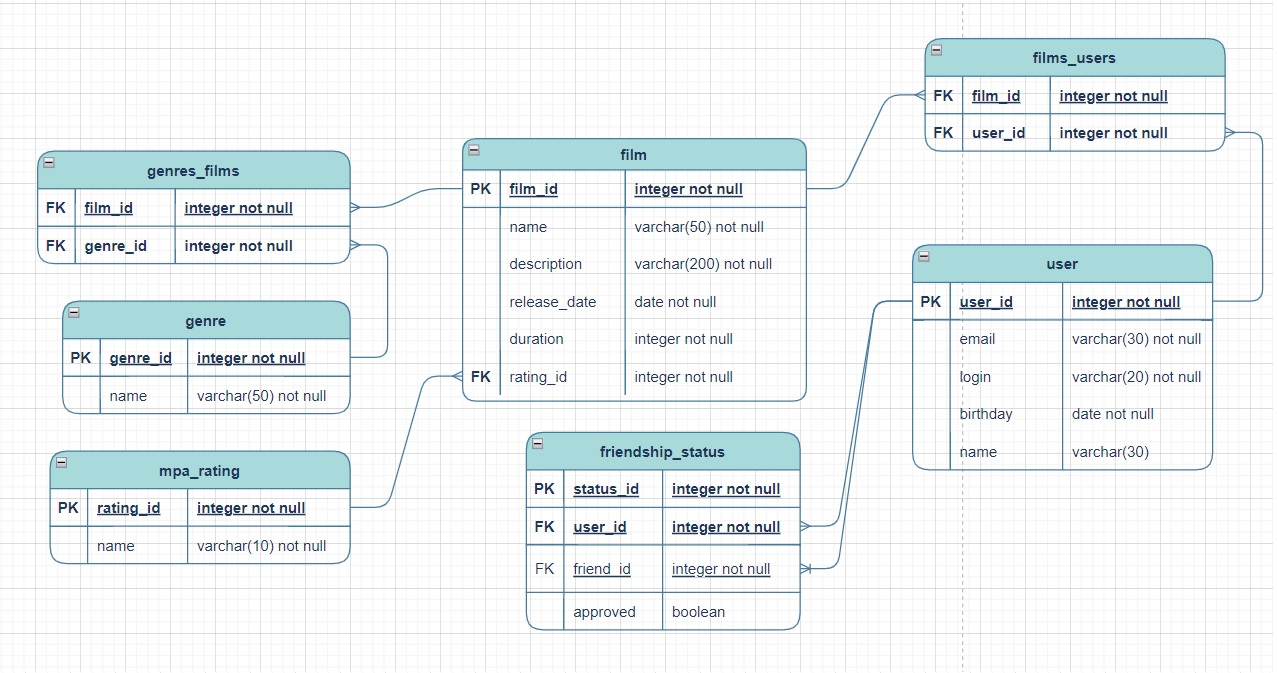 films_users
FK film_id integer not null
FK user_id integer not null
genres_films
FK film_id integer not null
FK genre_id integer not null
film
PK film_id integer not null
name varchar(50) not null
description varchar(200) not null
release_date date not null
duration integer not null
FK rating_id integer not null
user
PK user_id integer not null
email varchar(30) not null
login varchar(20) not null
birthday date not null
name varchar(30)
genre
PK genre_id integer not null
name varchar(50) not null
mpa_rating
PK rating_id integer not null
name varchar(10) not null
friendship_status
PK status_id integer not null
FK user_id integer not null
FK friend_id integer not null
approved boolean